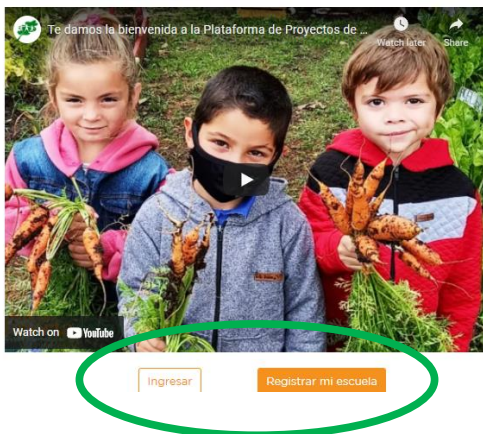 Te damos la bienvenida a la Plataforma de Proyectos de ...
Watch later
Share
Watch on YouTube
Ingresar
Registrar mi escuela